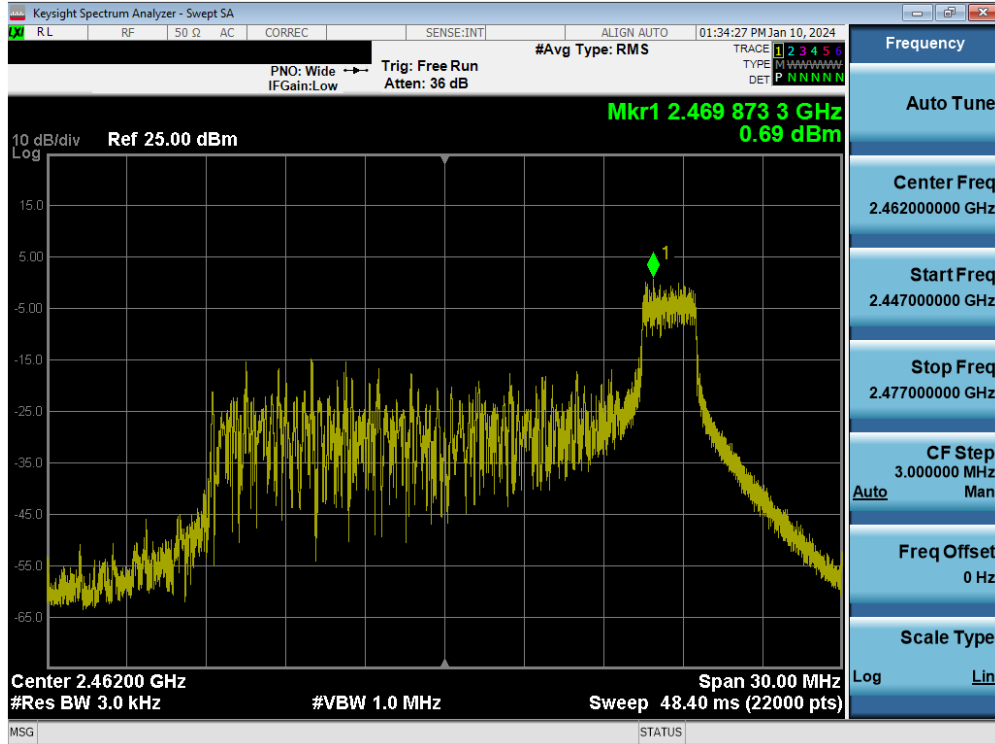 Keysight Spectrum Analyzer - Swept SA
LXI RL RF 50 Ω AC CORREC SENSE:INT ALIGN AUTO 01:34:27 PM Jan 10, 2024
#Avg Type: RMS
TRACE 1 2 3 4 5 6
PNO: Wide Trig: Free Run
TYPE M WWWWW
IFGain:Low Atten: 36 dB
DET P N N N N N
Mkr1 2.469 873 3 GHz
0.69 dBm
10 dB/div Ref 25.00 dBm
Log
15.0
5.00
1
-5.00
-15.0
-25.0
-35.0
-45.0
-55.0
-65.0
Center 2.46200 GHz Span 30.00 MHz
#Res BW 3.0 kHz #VBW 1.0 MHz Sweep 48.40 ms (22000 pts)
MSG STATUS
Frequency
Auto Tune
Center Freq
2.462000000 GHz
Start Freq
2.447000000 GHz
Stop Freq
2.477000000 GHz
CF Step
3.000000 MHz
Auto Man
Freq Offset
0 Hz
Scale Type
Log Lin